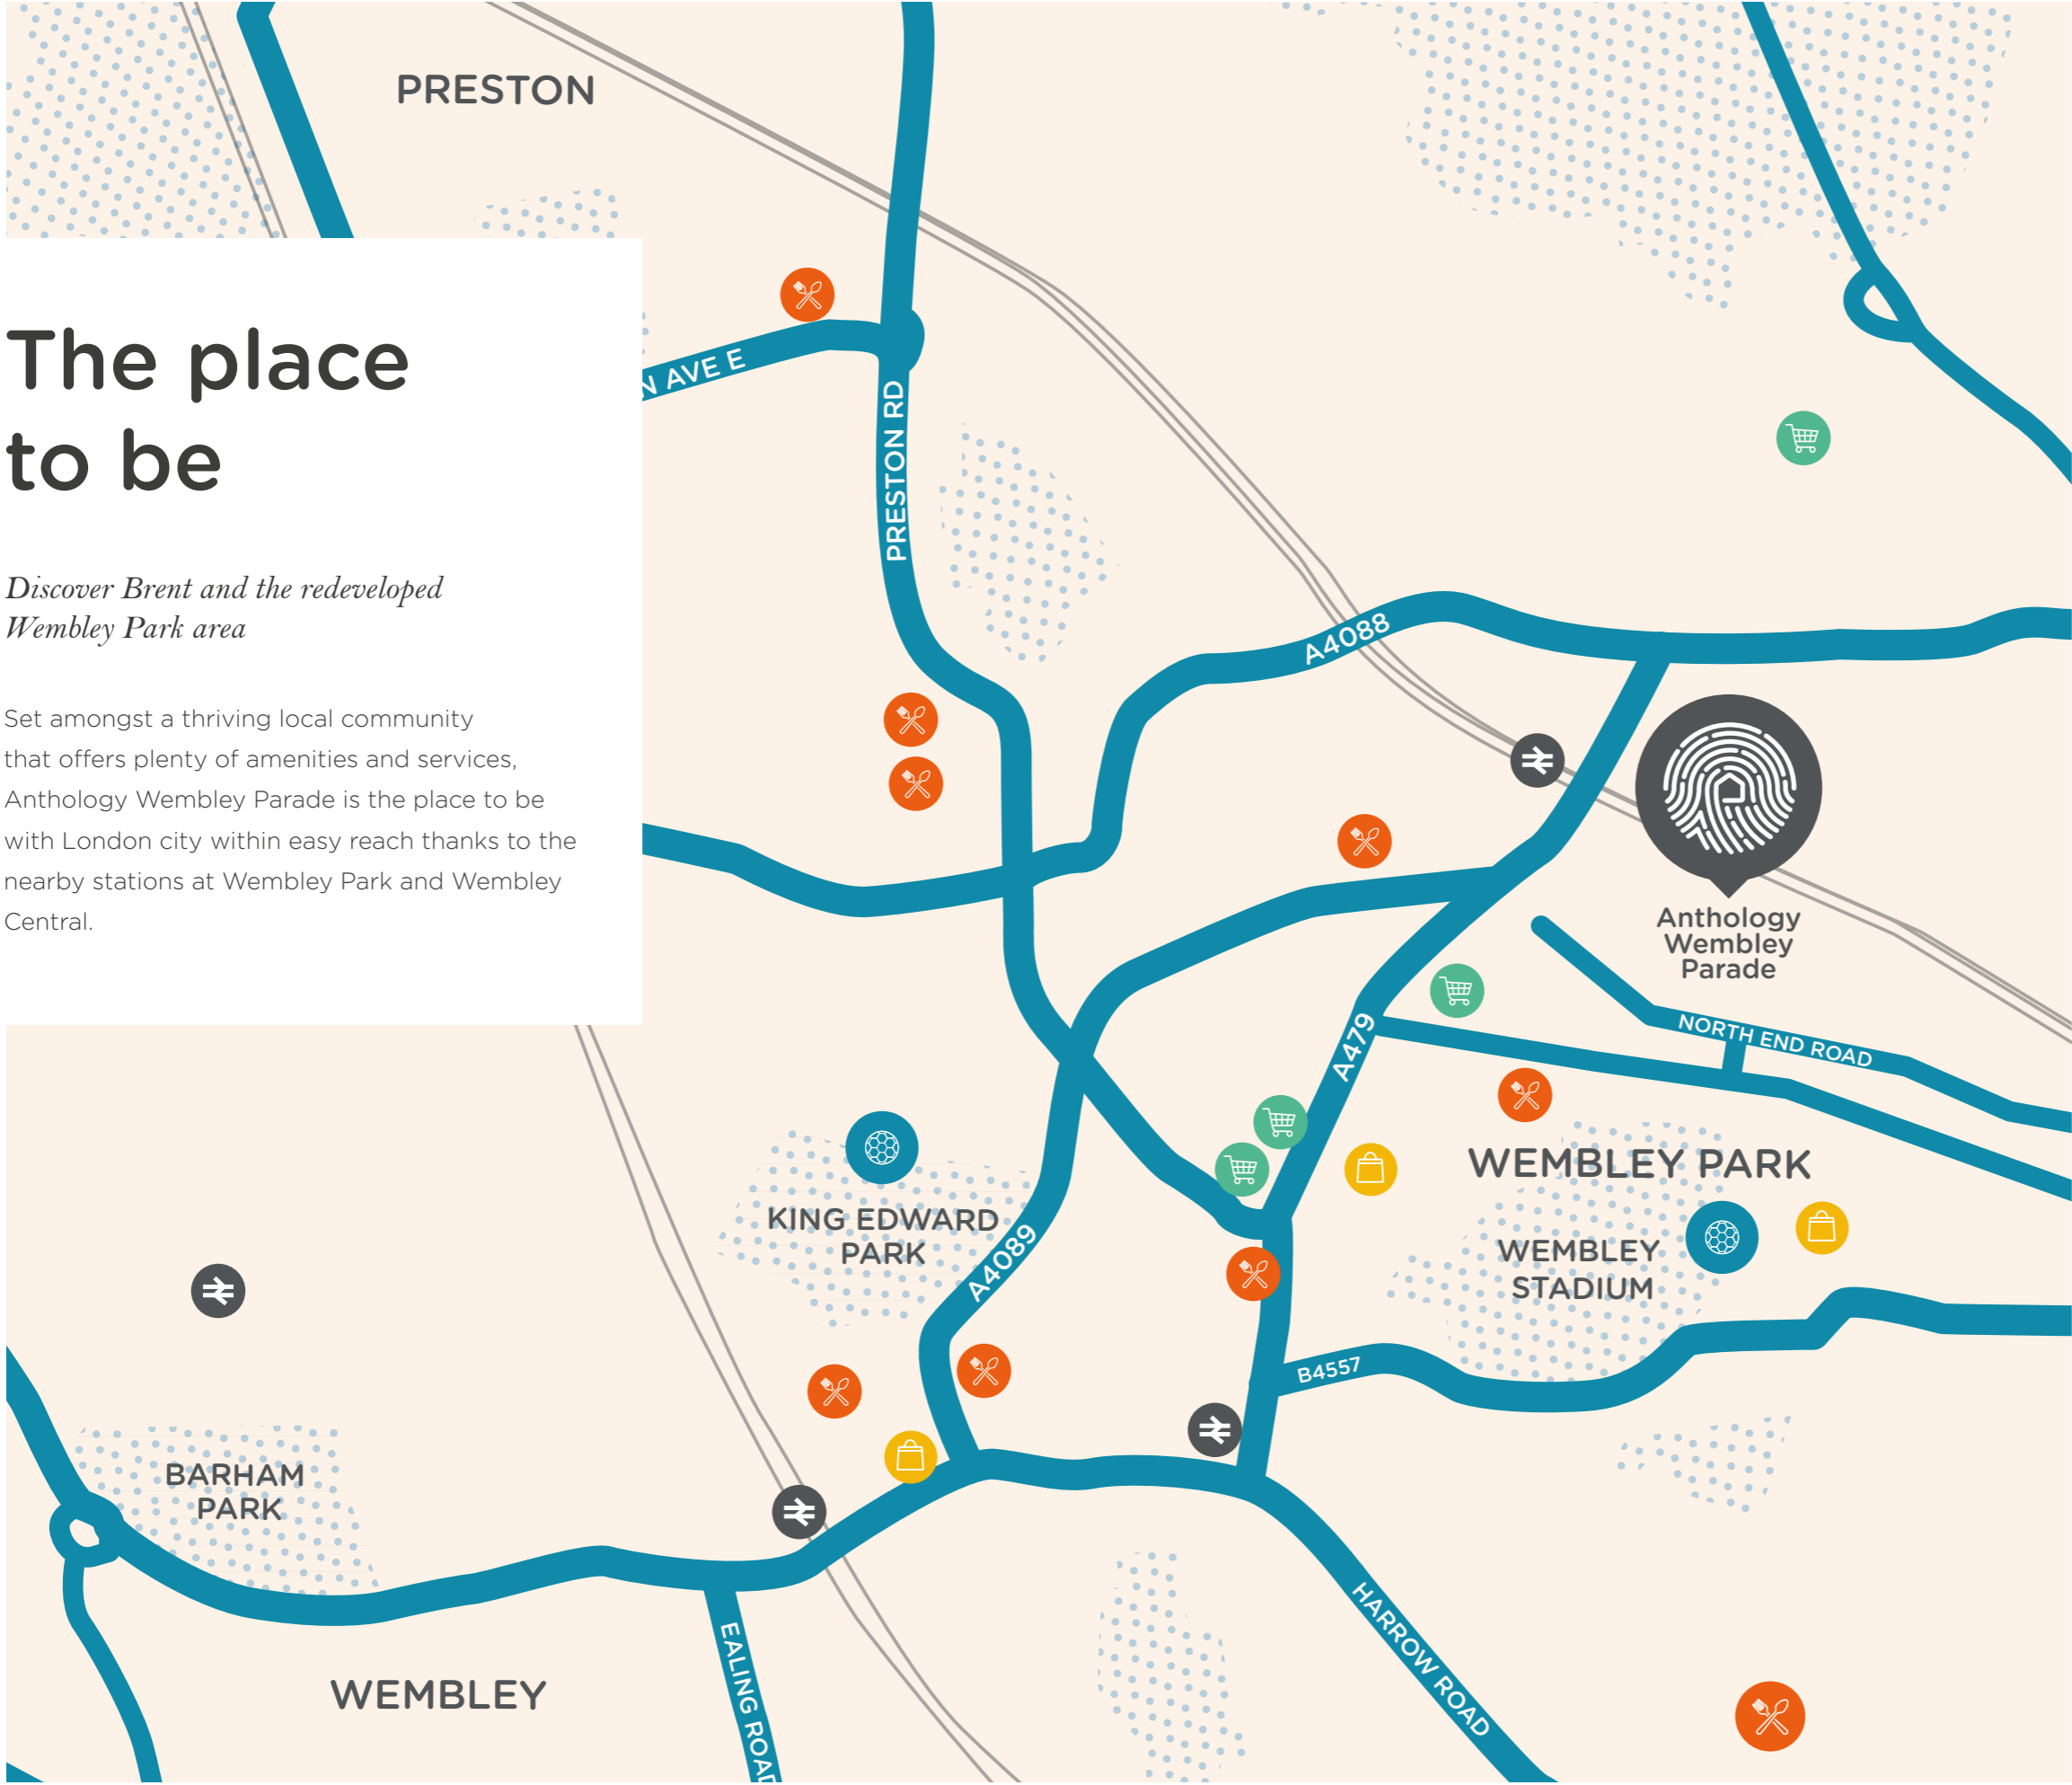 PRESTON
The place
to be
Discover Brent and the redeveloped
Wembley Park area
Set amongst a thriving local community
that offers plenty of amenities and services,
Anthology Wembley Parade is the place to be
with London city within easy reach thanks to the
nearby stations at Wembley Park and Wembley
Central.
AVE E
PRESTON RD
A4088
Anthology
Wembley
Parade
NORTH END ROAD
A479
WEMBLEY PARK
KING EDWARD
PARK
A4089
WEMBLEY
STADIUM
B4557
BARHAM
PARK
WEMBLEY
EALING ROAD
HARROW ROAD